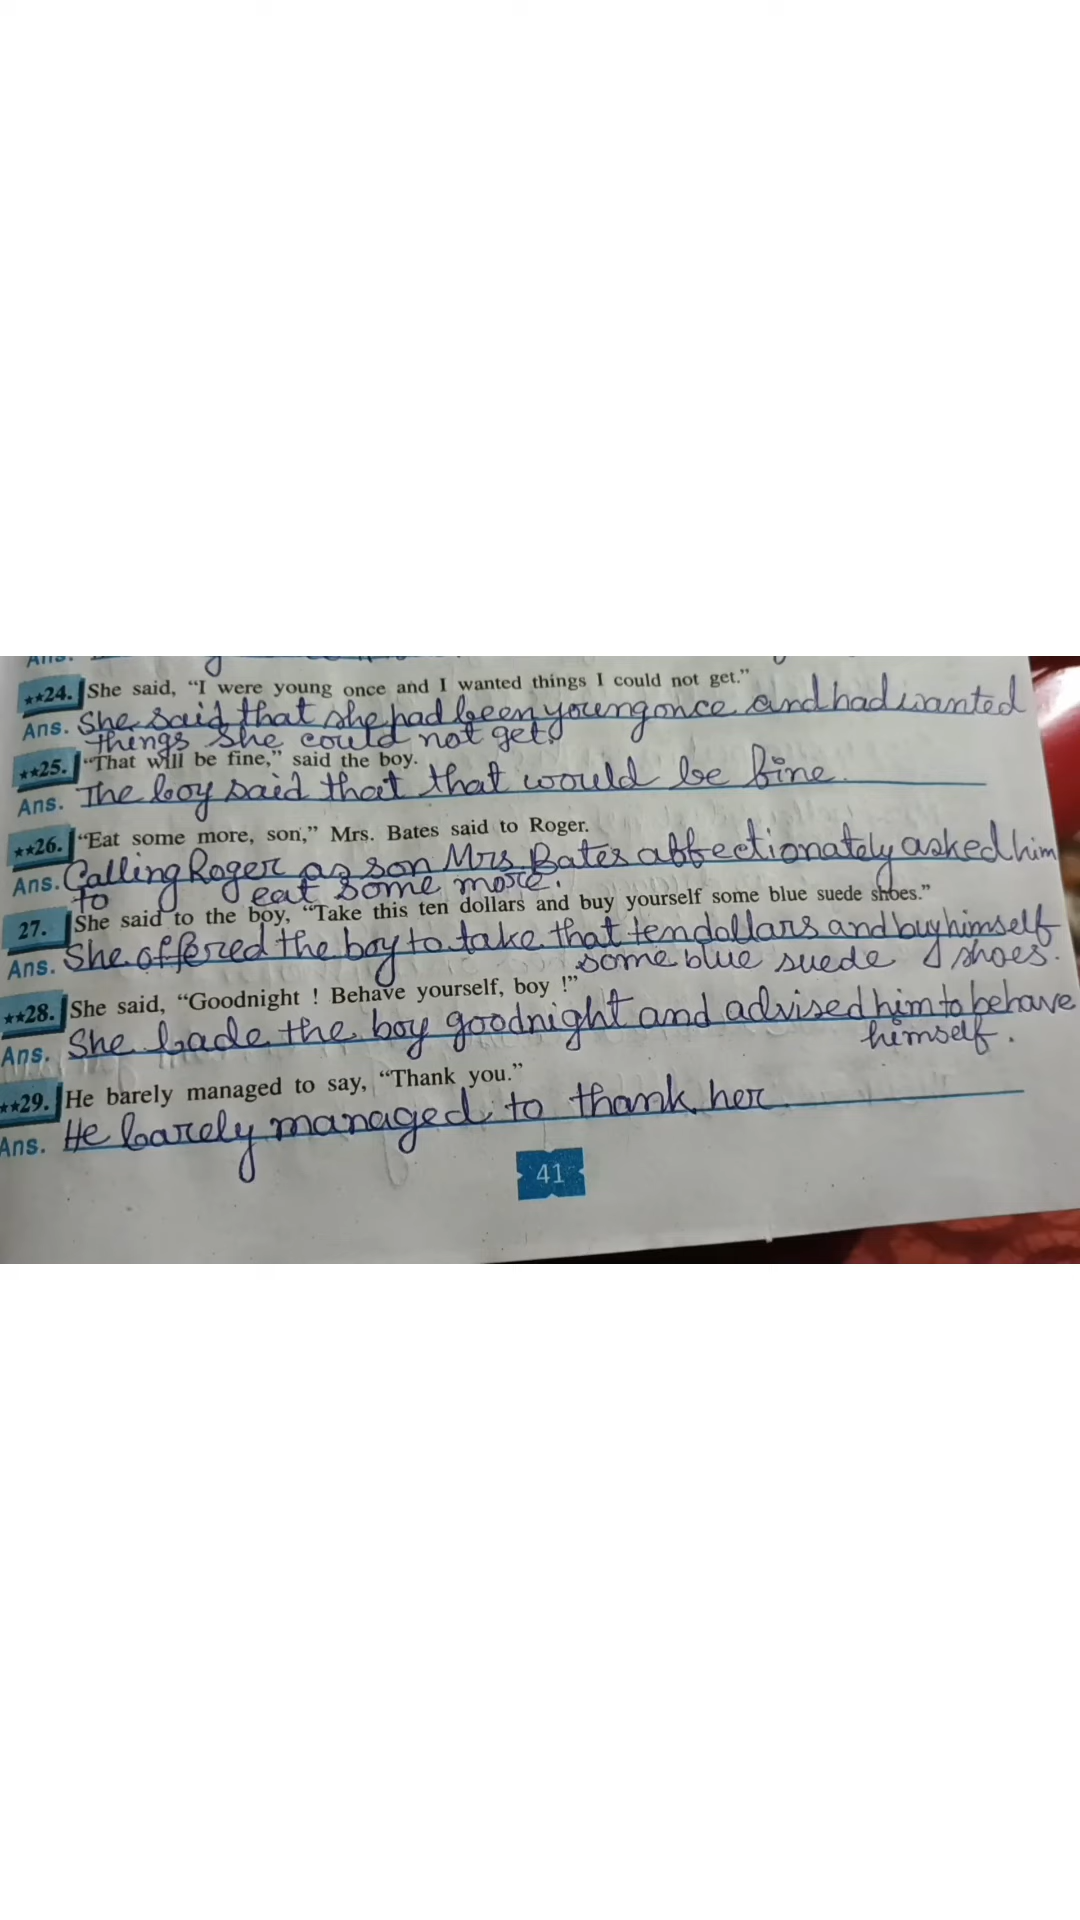 Ans.
**24. She said, “I were young once and I wanted things I could not get.”
Ans. She said that she had been young once and had wanted
things she could not get.
**25. “That will be fine,” said the boy.
Ans. The boy said that that would be fine.
**26. “Eat some more, son,” Mrs. Bates said to Roger.
Ans. Calling Roger as son Mrs. Bates affectionately asked him
to eat some more.
27. She said to the boy, “Take this ten dollars and buy yourself some blue suede shoes.”
Ans. She offered the boy to take that ten dollars and buy himself
some blue suede shoes.
**28. She said, “Goodnight ! Behave yourself, boy !”
Ans. She bade the boy goodnight and advised him to behave
himself.
**29. He barely managed to say, “Thank you.”
Ans. He barely managed to thank her
41